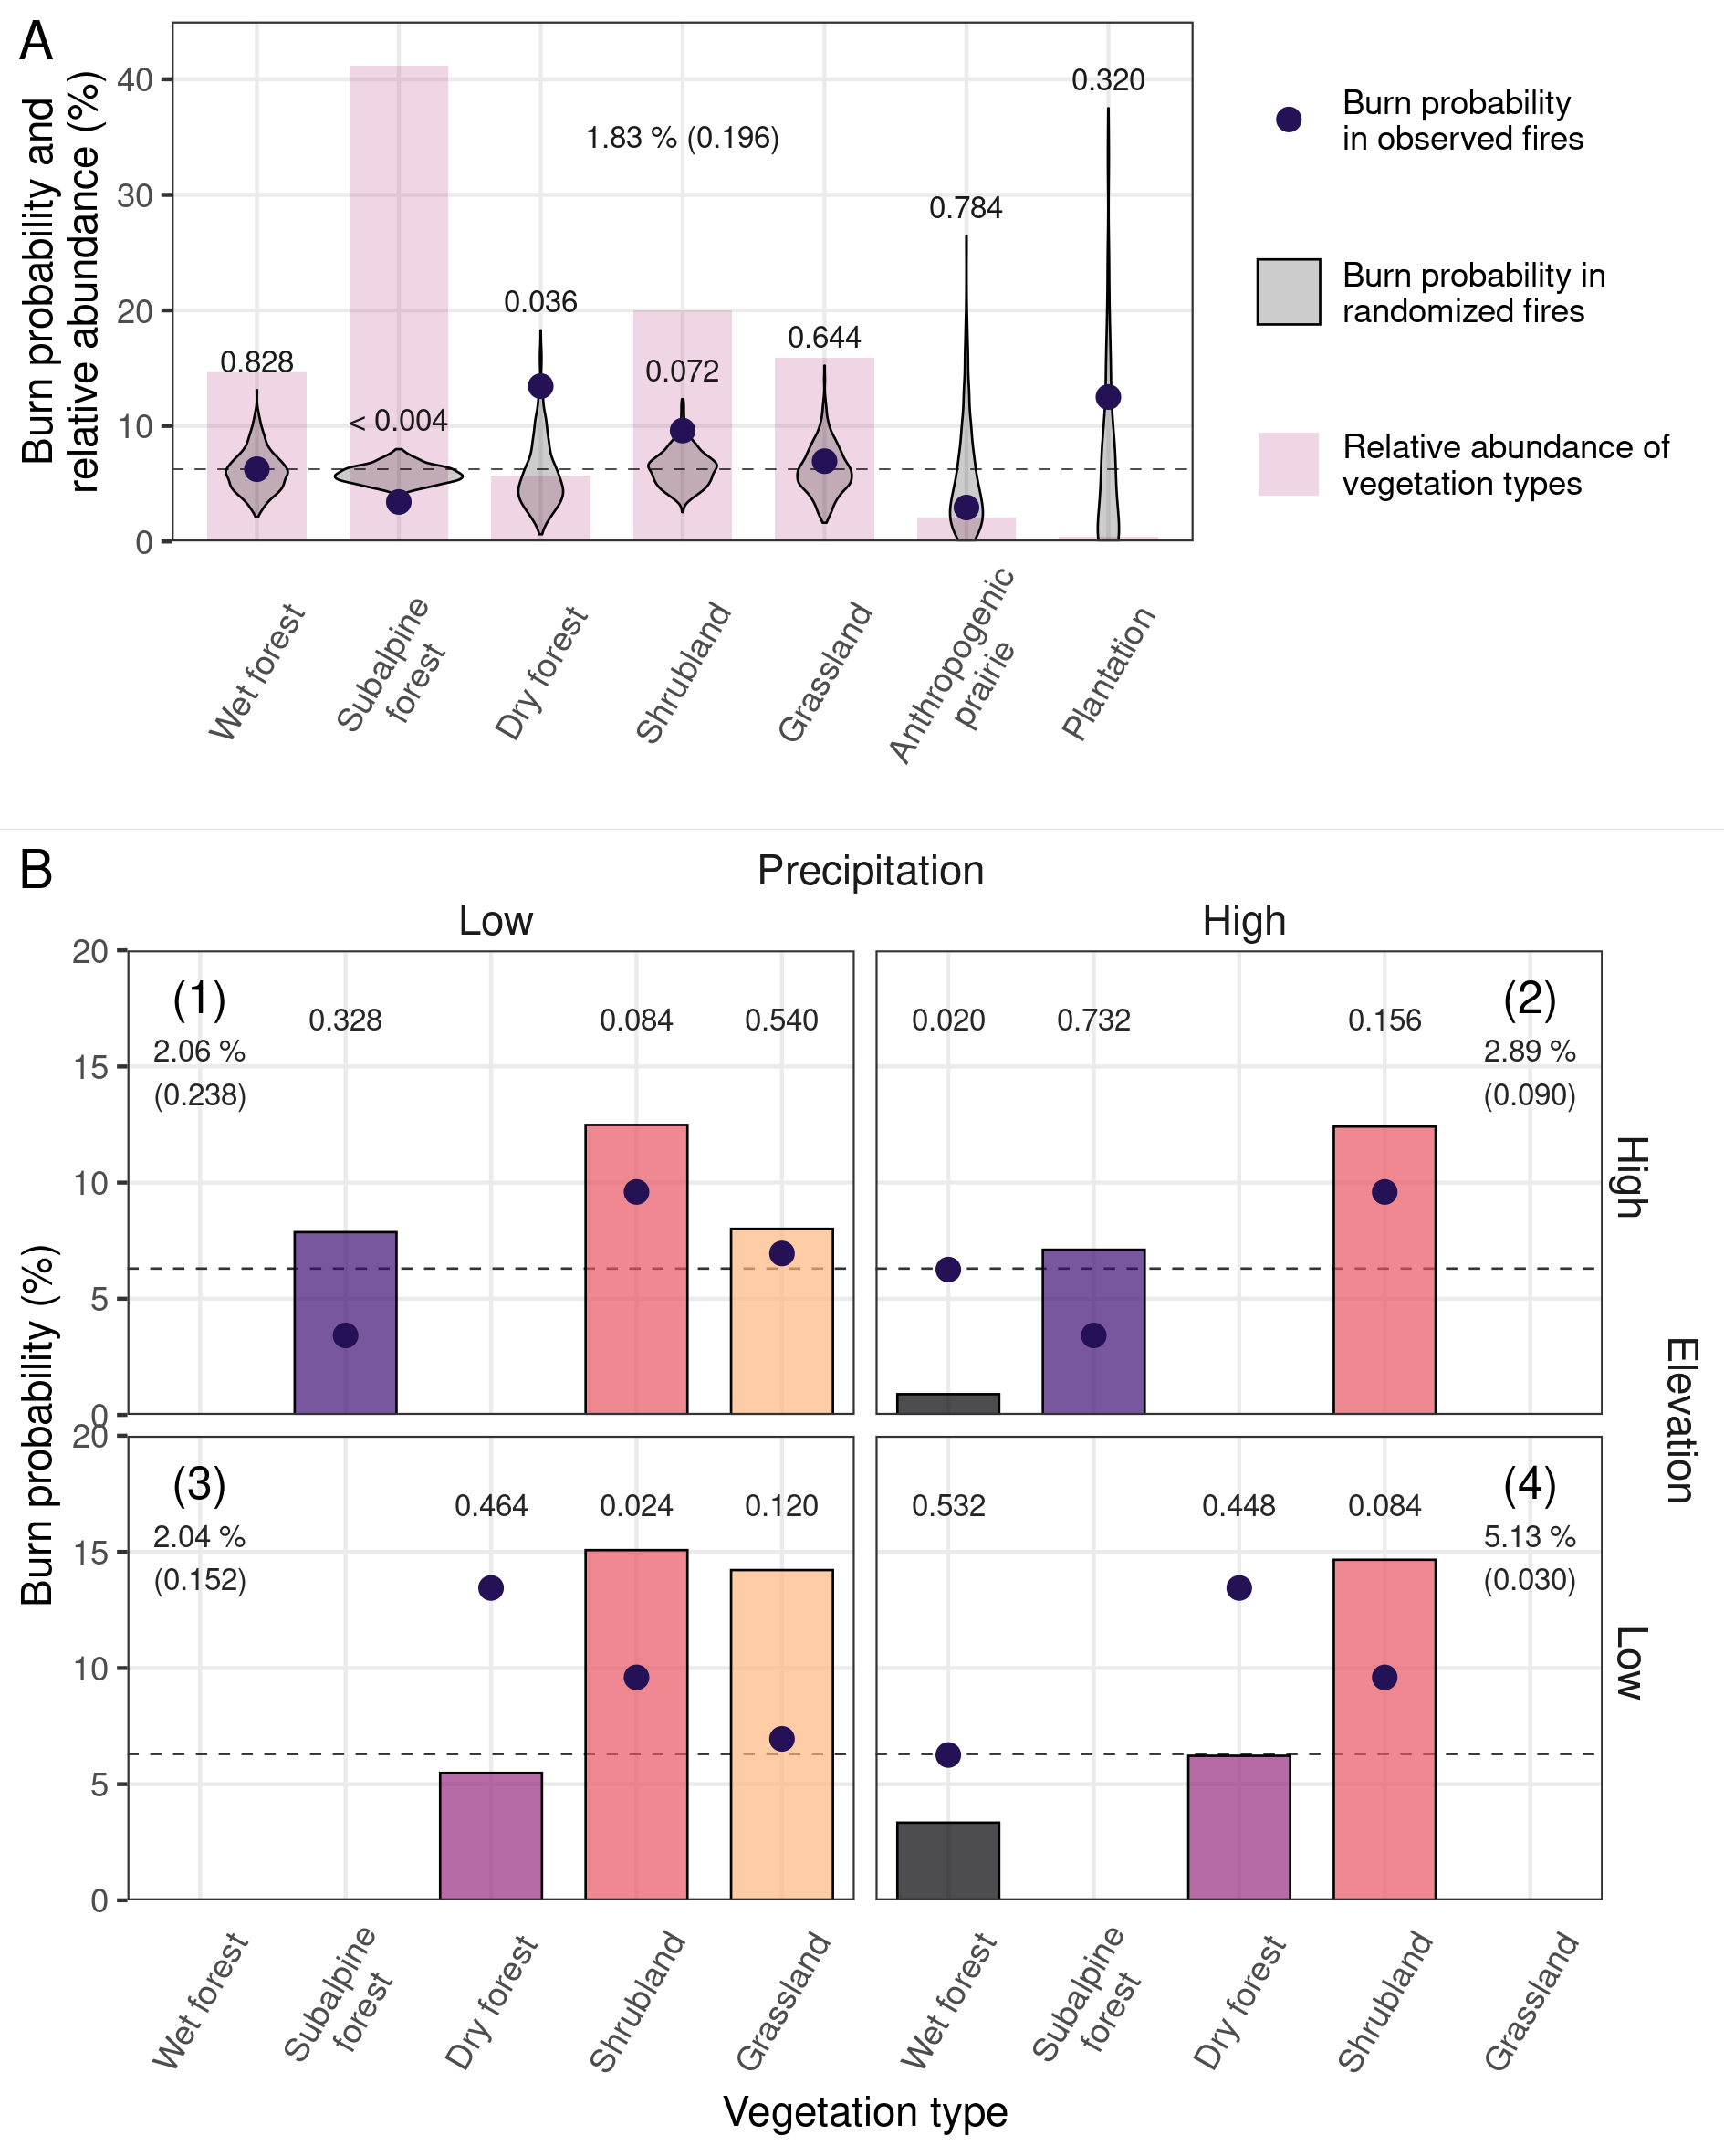 A
Burn probability and
relative abundance (%)
40
30
20
10
0
0.828
< 0.004
0.036
1.83 % (0.196)
0.072
0.644
0.784
0.320
Wet forest
Subalpine
forest
Dry forest
Shrubland
Grassland
Anthropogenic
prairie
Plantation
Burn probability
in observed fires
Burn probability in
randomized fires
Relative abundance of
vegetation types
B
Precipitation
Low
High
Burn probability (%)
20
15
10
5
0
(1)
2.06 %
(0.238)
0.328
0.084
0.540
0.020
0.732
0.156
(2)
2.89 %
(0.090)
High
Elevation
20
15
10
5
0
(3)
2.04 %
(0.152)
0.464
0.024
0.120
0.532
0.448
0.084
(4)
5.13 %
(0.030)
Low
Wet forest
Subalpine
forest
Dry forest
Shrubland
Grassland
Wet forest
Subalpine
forest
Dry forest
Shrubland
Grassland
Vegetation type